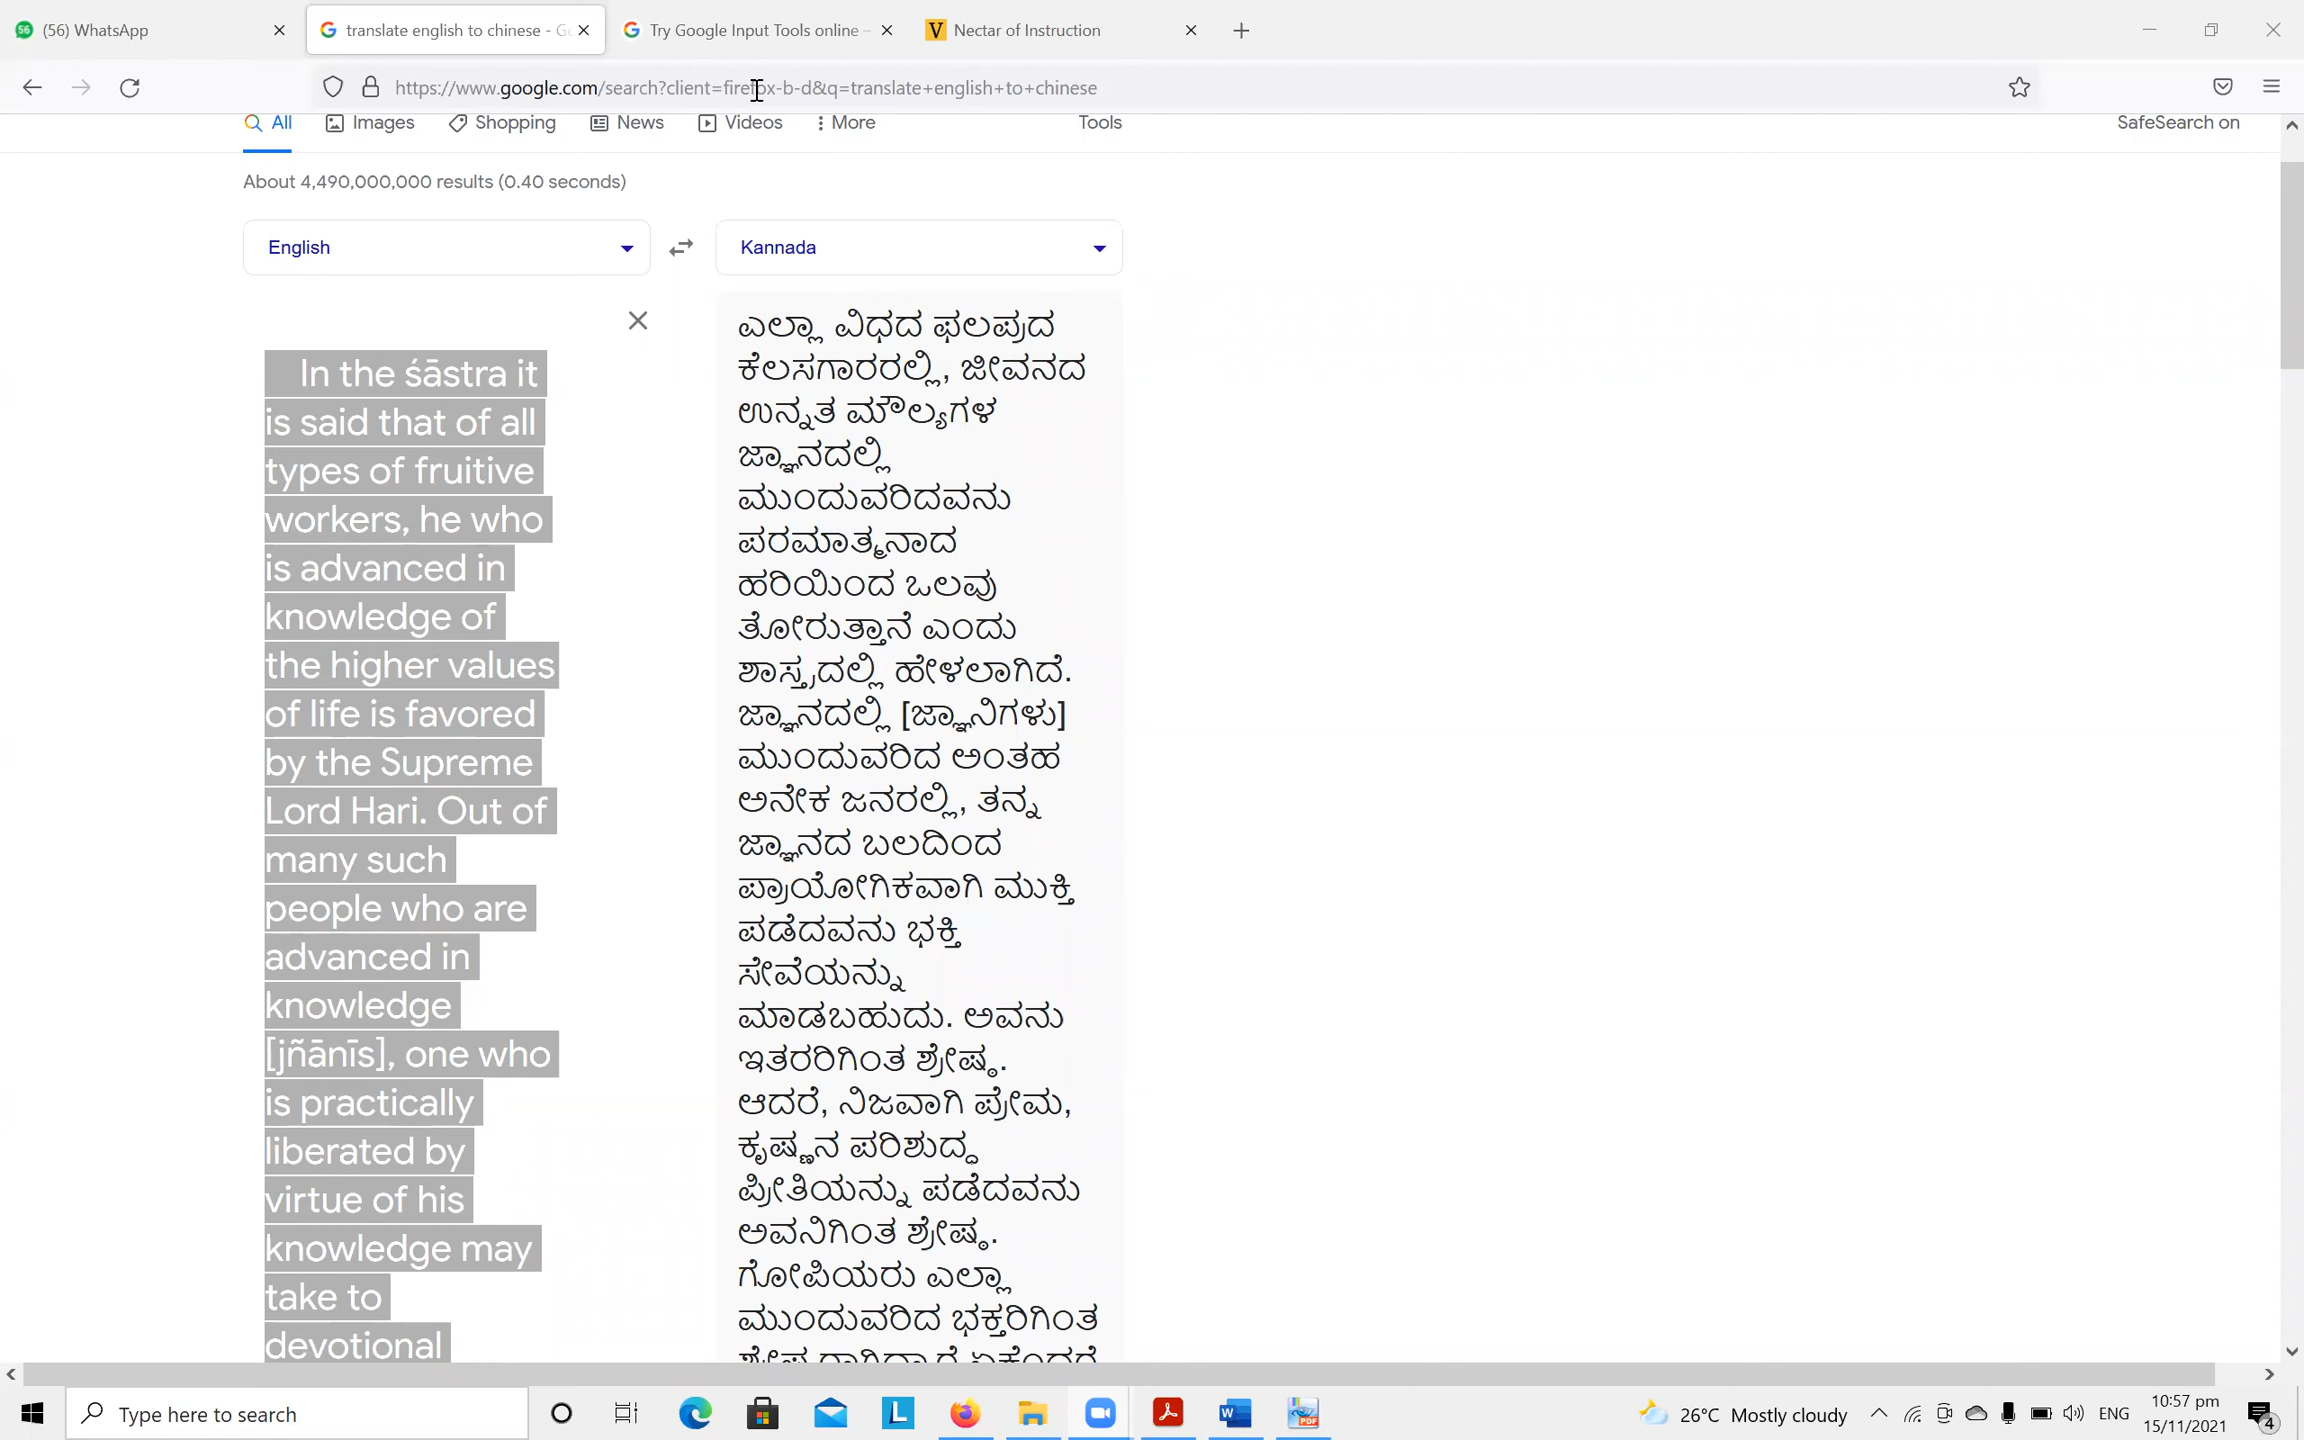 (56) WhatsApp
translate english to chinese - Go
Try Google Input Tools online –
Nectar of Instruction
https://www.google.com/search?client=firefox-b-d&q=translate+english+to+chinese
All Images Shopping News Videos More Tools SafeSearch on
About 4,490,000,000 results (0.40 seconds)
English
Kannada
In the śāstra it
is said that of all
types of fruitive
workers, he who
is advanced in
knowledge of
the higher values
of life is favored
by the Supreme
Lord Hari. Out of
many such
people who are
advanced in
knowledge
[jñānīs], one who
is practically
liberated by
virtue of his
knowledge may
take to
devotional
ಎಲ್ಲಾ ವಿಧದ ಫಲಪ್ರದ
ಕೆಲಸಗಾರರಲ್ಲಿ, ಜೀವನದ
ಉನ್ನತ ಮೌಲ್ಯಗಳ
ಜ್ಞಾನದಲ್ಲಿ
ಮುಂದುವರಿದವನು
ಪರಮಾತ್ಮನಾದ
ಹರಿಯಿಂದ ಒಲವು
ತೋರುತ್ತಾನೆ ಎಂದು
ಶಾಸ್ತ್ರದಲ್ಲಿ ಹೇಳಲಾಗಿದೆ.
ಜ್ಞಾನದಲ್ಲಿ [ಜ್ಞಾನಿಗಳು]
ಮುಂದುವರಿದ ಅಂತಹ
ಅನೇಕ ಜನರಲ್ಲಿ, ತನ್ನ
ಜ್ಞಾನದ ಬಲದಿಂದ
ಪ್ರಾಯೋಗಿಕವಾಗಿ ಮುಕ್ತಿ
ಪಡೆದವನು ಭಕ್ತಿ
ಸೇವೆಯನ್ನು
ಮಾಡಬಹುದು. ಅವನು
ಇತರರಿಗಿಂತ ಶ್ರೇಷ್ಠ.
ಆದರೆ, ನಿಜವಾಗಿ ಪ್ರೇಮ,
ಕೃಷ್ಣನ ಪರಿಶುದ್ಧ
ಪ್ರೀತಿಯನ್ನು ಪಡೆದವನು
ಅವನಿಗಿಂತ ಶ್ರೇಷ್ಠ.
ಗೋಪಿಯರು ಎಲ್ಲಾ
ಮುಂದುವರಿದ ಭಕ್ತರಿಗಿಂತ
Type here to search
26°C Mostly cloudy
ENG
10:57 pm
15/11/2021
4